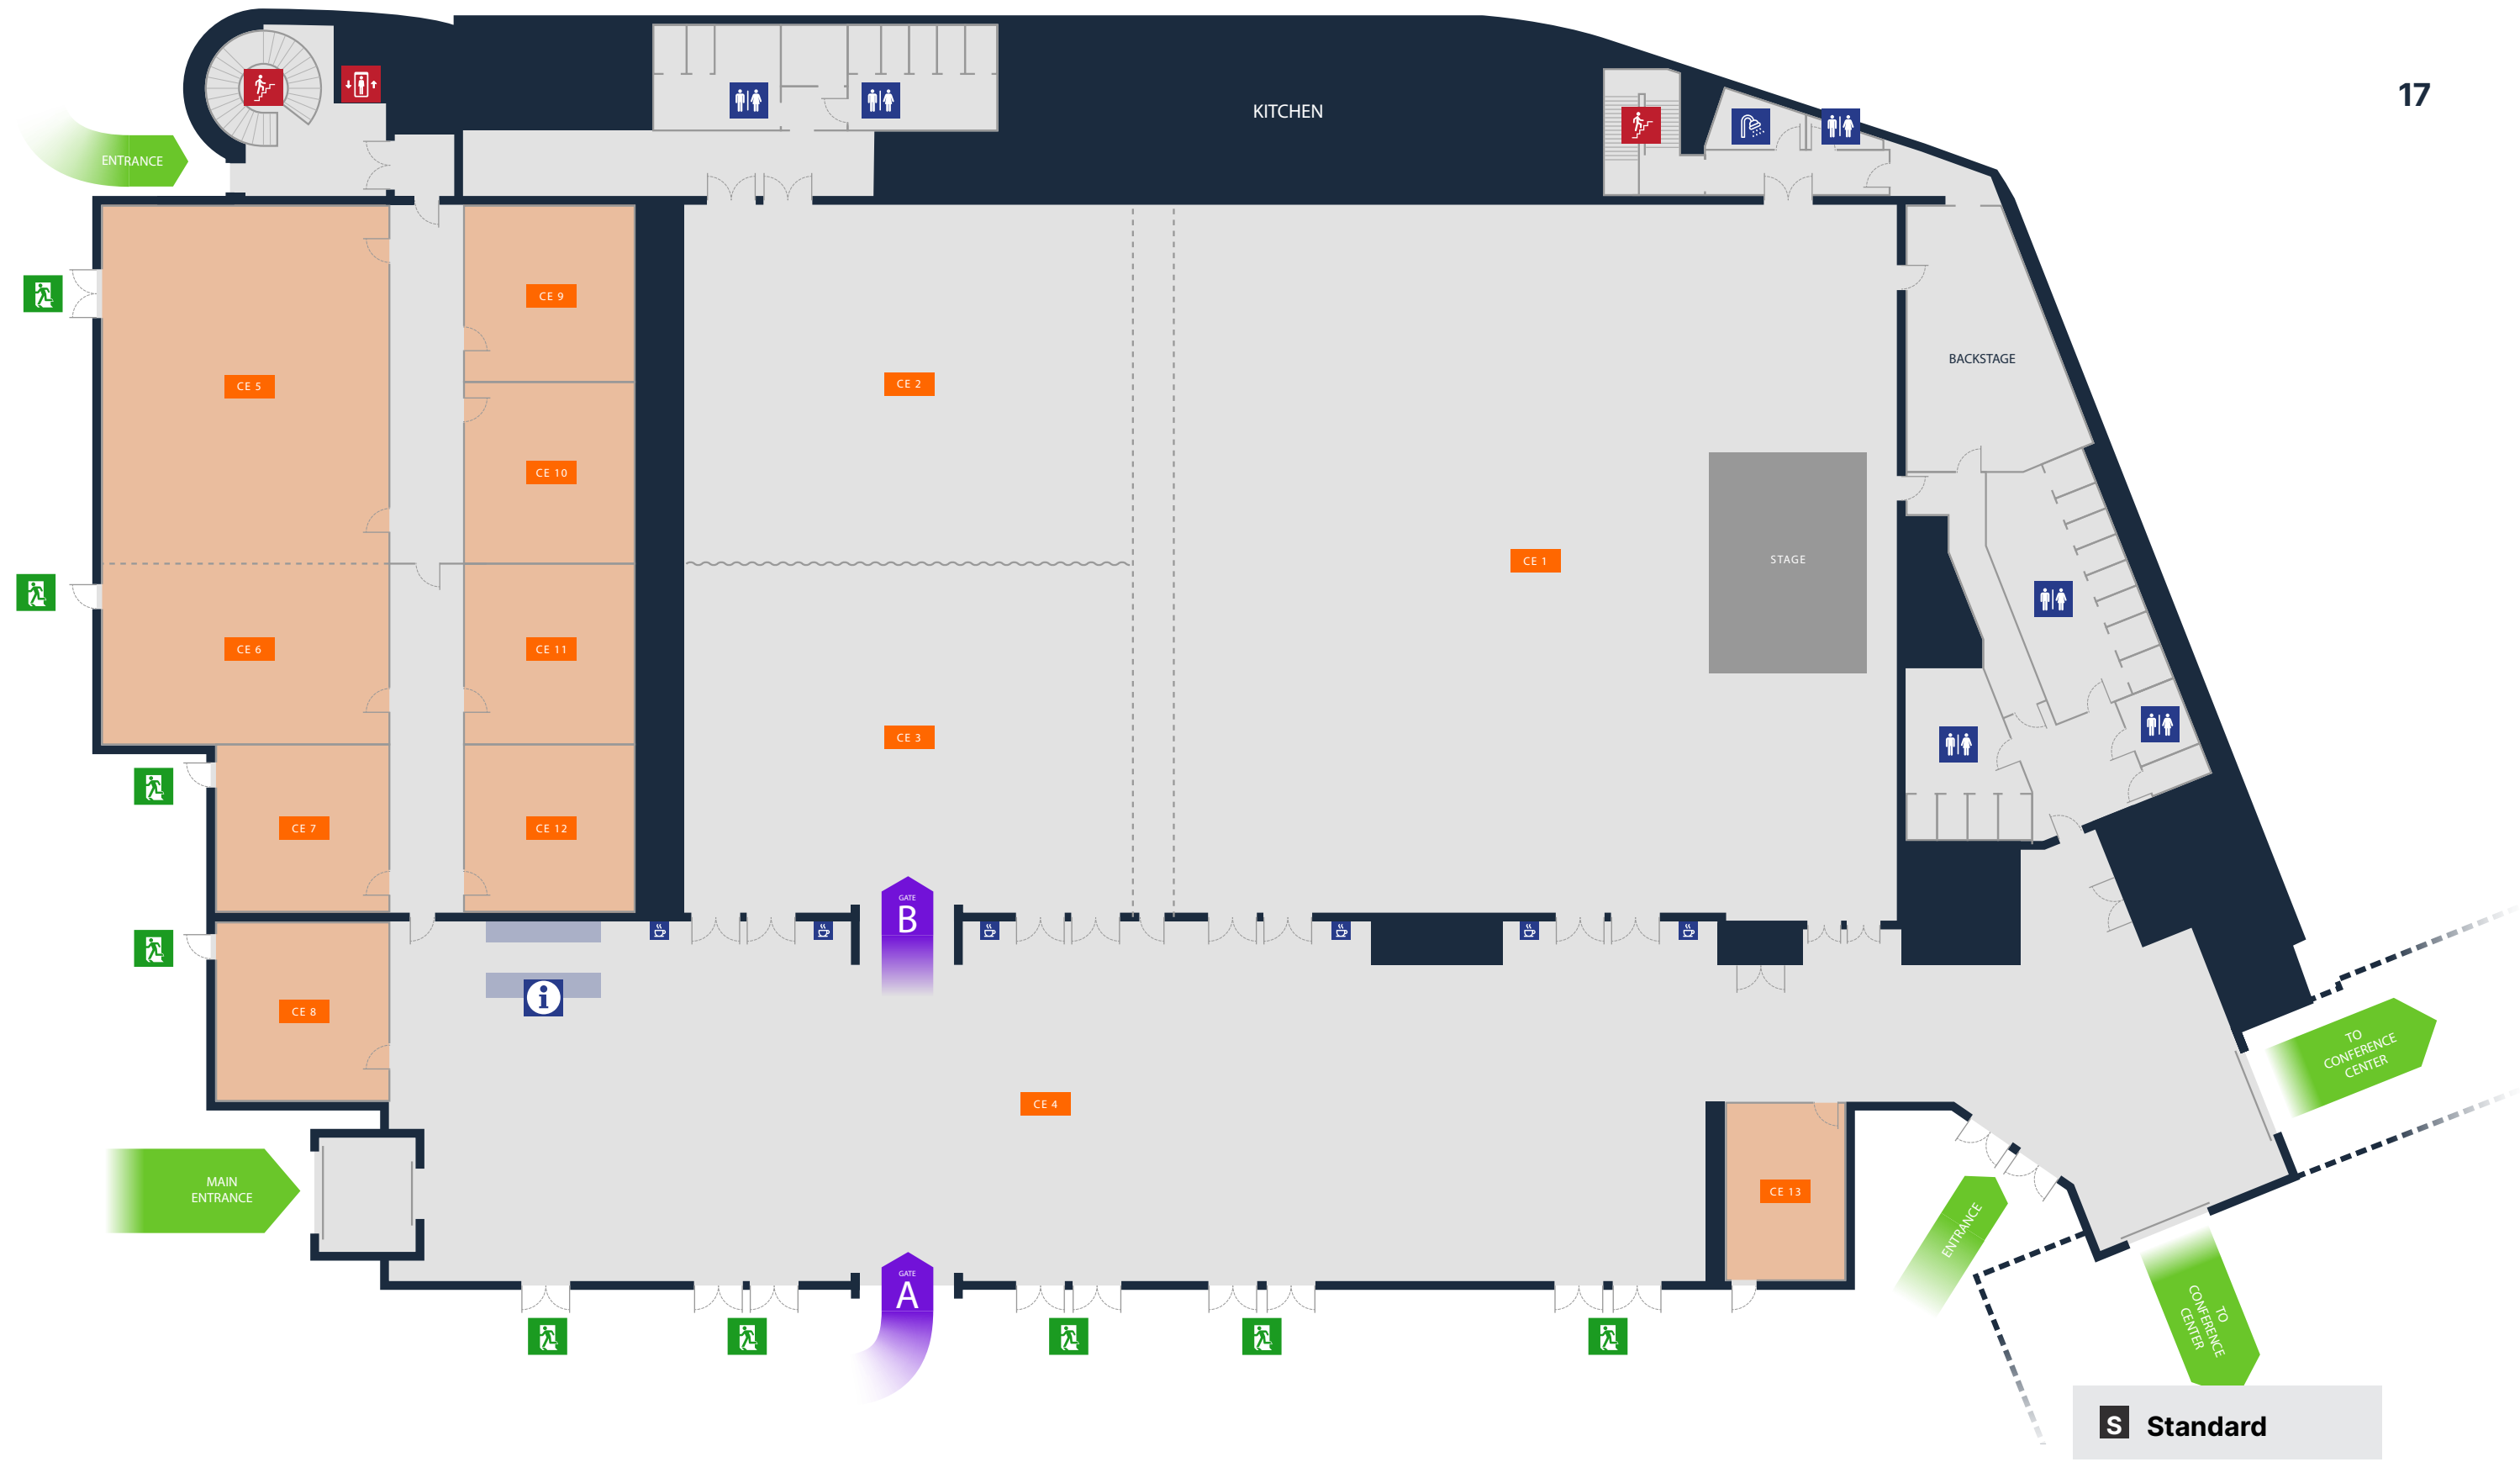 17
KITCHEN
ENTRANCE
CE 9
BACKSTAGE
CE 5
CE 2
CE 10
STAGE
CE 1
CE 6
CE 11
CE 3
CE 7
CE 12
GATE
B
CE 8
i
TO
CONFERENCE
CENTER
CE 4
MAIN
ENTRANCE
CE 13
ENTRANCE
GATE
A
TO
CONFERENCE
CENTER
S Standard